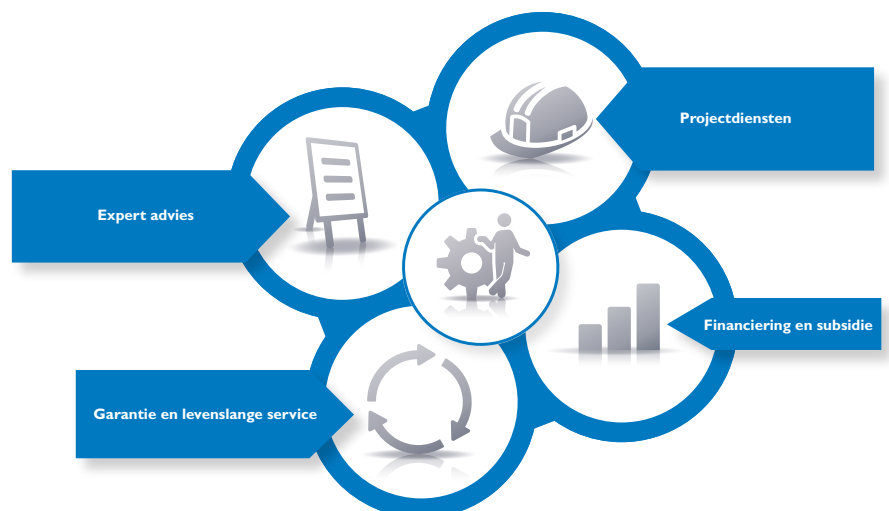 Projectdiensten
Expert advies
Financiering en subsidie
Garantie en levenslange service